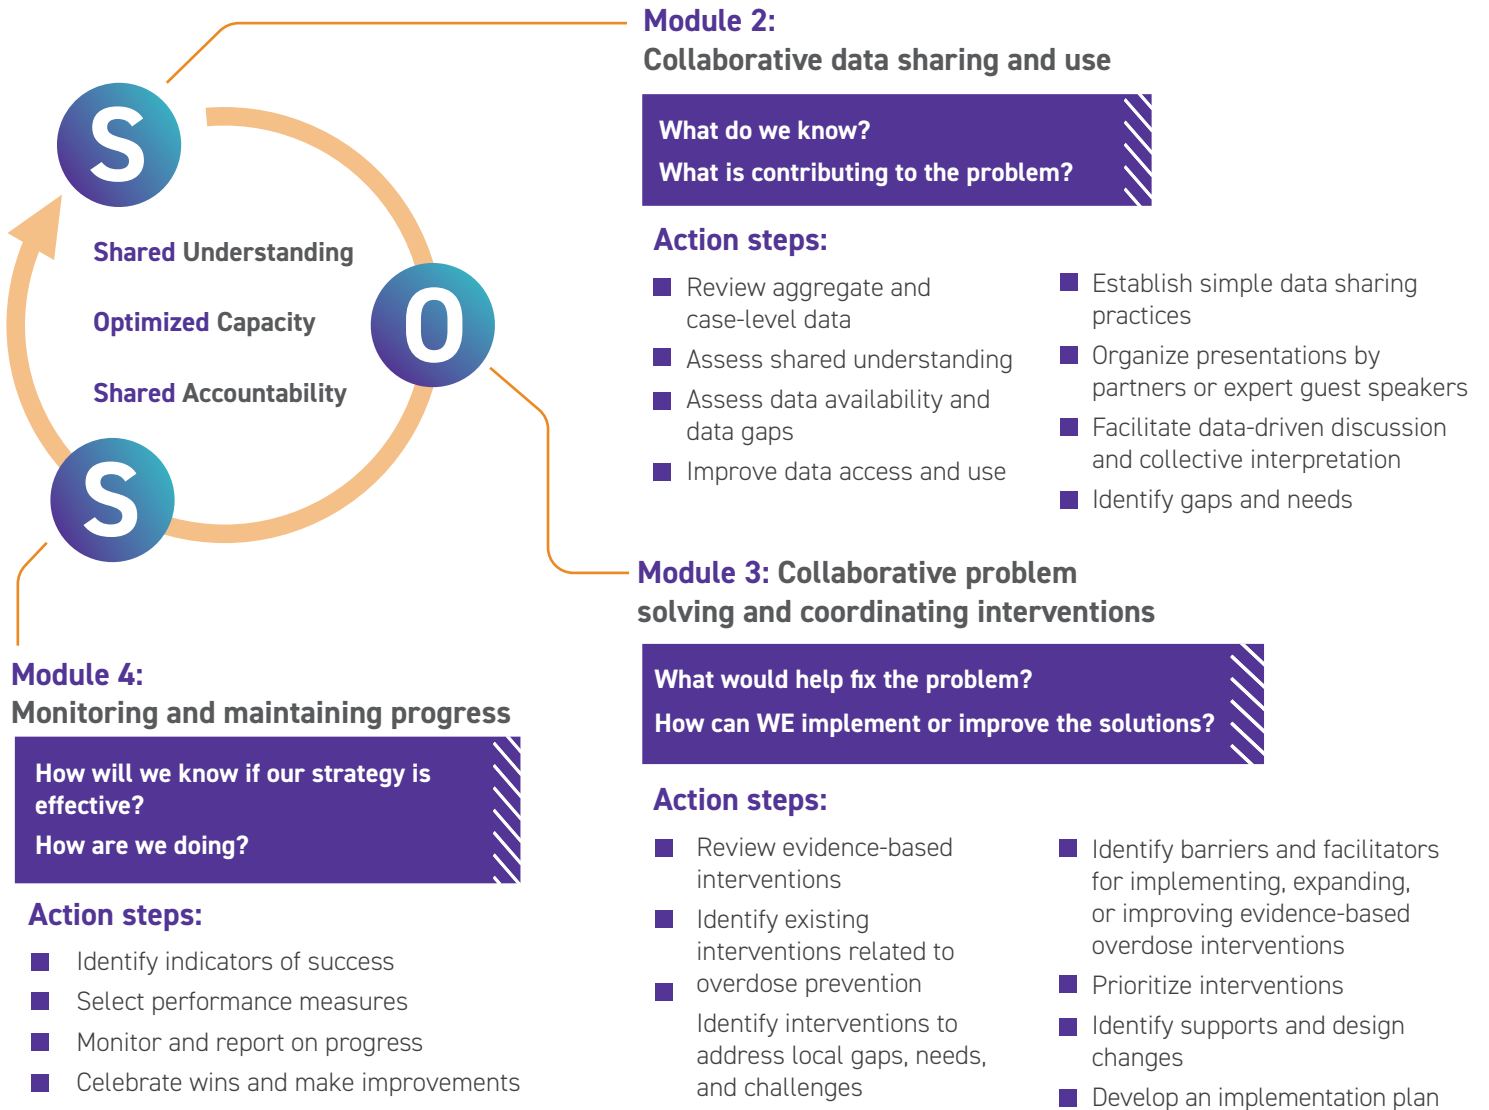 S
O
S
Shared Understanding
Optimized Capacity
Shared Accountability
Module 2:
Collaborative data sharing and use
What do we know?
What is contributing to the problem?
Action steps:
Review aggregate and
case-level data
Assess shared understanding
Assess data availability and
data gaps
Improve data access and use
Establish simple data sharing
practices
Organize presentations by
partners or expert guest speakers
Facilitate data-driven discussion
and collective interpretation
Identify gaps and needs
Module 3: Collaborative problem
solving and coordinating interventions
What would help fix the problem?
How can WE implement or improve the solutions?
Action steps:
Review evidence-based
interventions
Identify existing
interventions related to
overdose prevention
Identify interventions to
address local gaps, needs,
and challenges
Identify barriers and facilitators
for implementing, expanding,
or improving evidence-based
overdose interventions
Prioritize interventions
Identify supports and design
changes
Develop an implementation plan
Module 4:
Monitoring and maintaining progress
How will we know if our strategy is
effective?
How are we doing?
Action steps:
Identify indicators of success
Select performance measures
Monitor and report on progress
Celebrate wins and make improvements